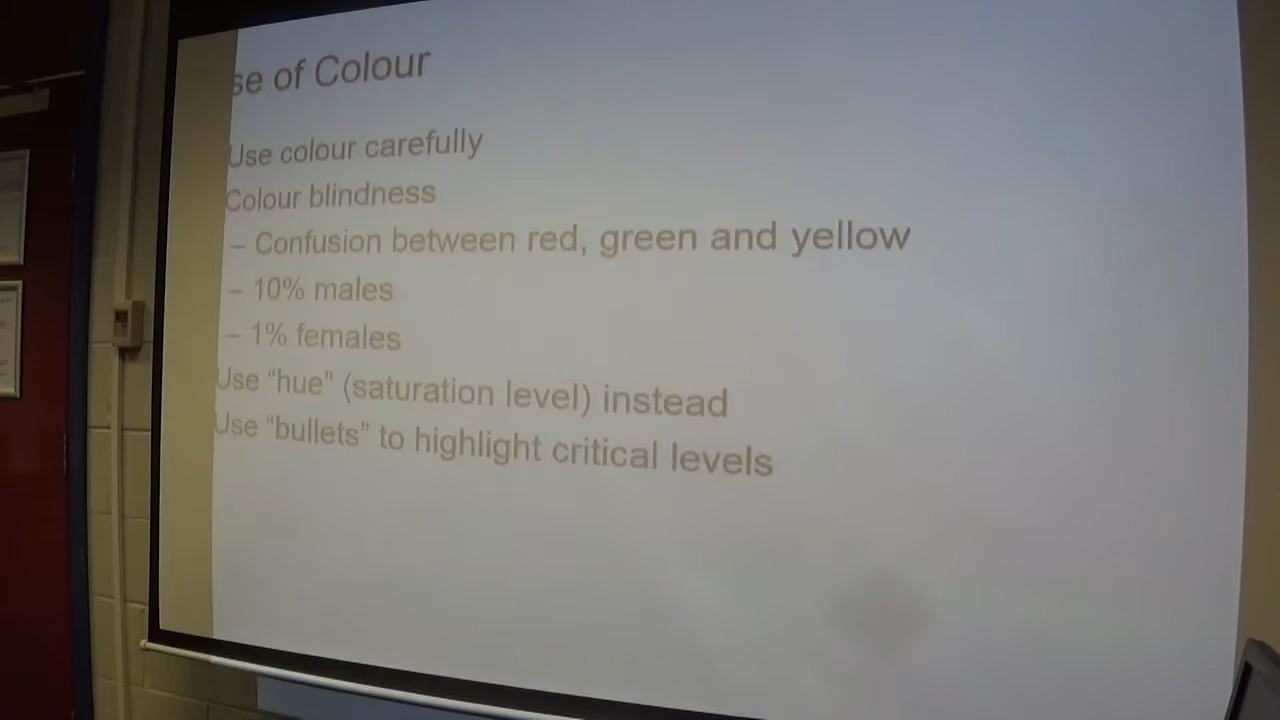 se of Colour
Use colour carefully
Colour blindness
– Confusion between red, green and yellow
– 10% males
– 1% females
Use “hue” (saturation level) instead
Use “bullets” to highlight critical levels